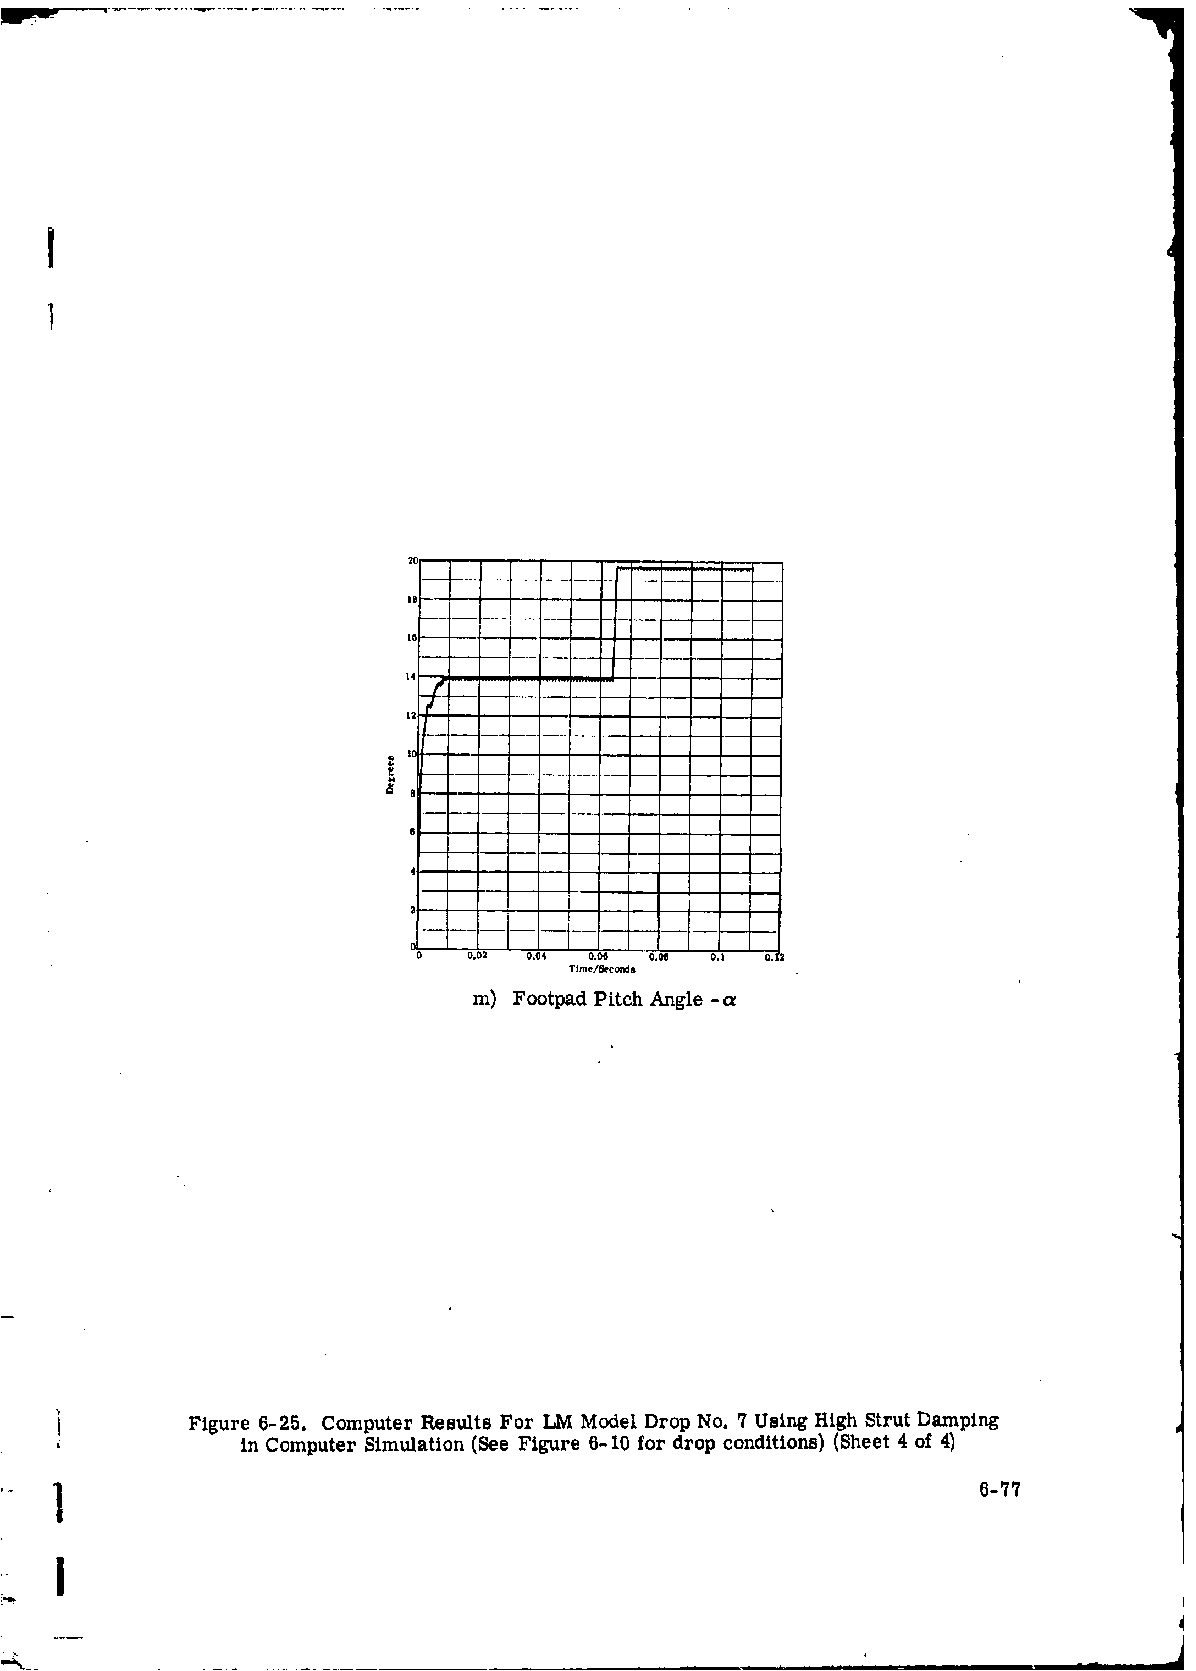 20
18
16
14
12
10
8
6
4
2
0
Degrees
0 0.02 0.04 0.06 0.08 0.1 0.12
Time/Seconds
m) Footpad Pitch Angle - α
Figure 6-25. Computer Results For LM Model Drop No. 7 Using High Strut Damping
in Computer Simulation (See Figure 6-10 for drop conditions) (Sheet 4 of 4)
6-77